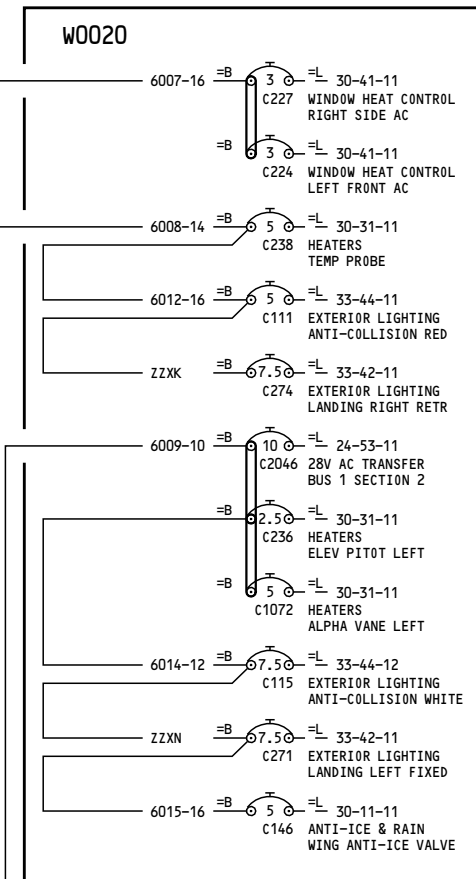 W0020
6007-16 =B 3 =L 30-41-11
C227 WINDOW HEAT CONTROL
RIGHT SIDE AC
=B 3 =L 30-41-11
C224 WINDOW HEAT CONTROL
LEFT FRONT AC
6008-14 =B 5 =L 30-31-11
C238 HEATERS
TEMP PROBE
6012-16 =B 5 =L 33-44-11
C111 EXTERIOR LIGHTING
ANTI-COLLISION RED
ZZXK =B 7.5 =L 33-42-11
C274 EXTERIOR LIGHTING
LANDING RIGHT RETR
6009-10 =B 10 =L 24-53-11
C2046 28V AC TRANSFER
BUS 1 SECTION 2
=B 2.5 =L 30-31-11
C236 HEATERS
ELEV PITOT LEFT
=B 5 =L 30-31-11
C1072 HEATERS
ALPHA VANE LEFT
6014-12 =B 7.5 =L 33-44-12
C115 EXTERIOR LIGHTING
ANTI-COLLISION WHITE
ZZXN =B 7.5 =L 33-42-11
C271 EXTERIOR LIGHTING
LANDING LEFT FIXED
6015-16 =B 5 =L 30-11-11
C146 ANTI-ICE & RAIN
WING ANTI-ICE VALVE